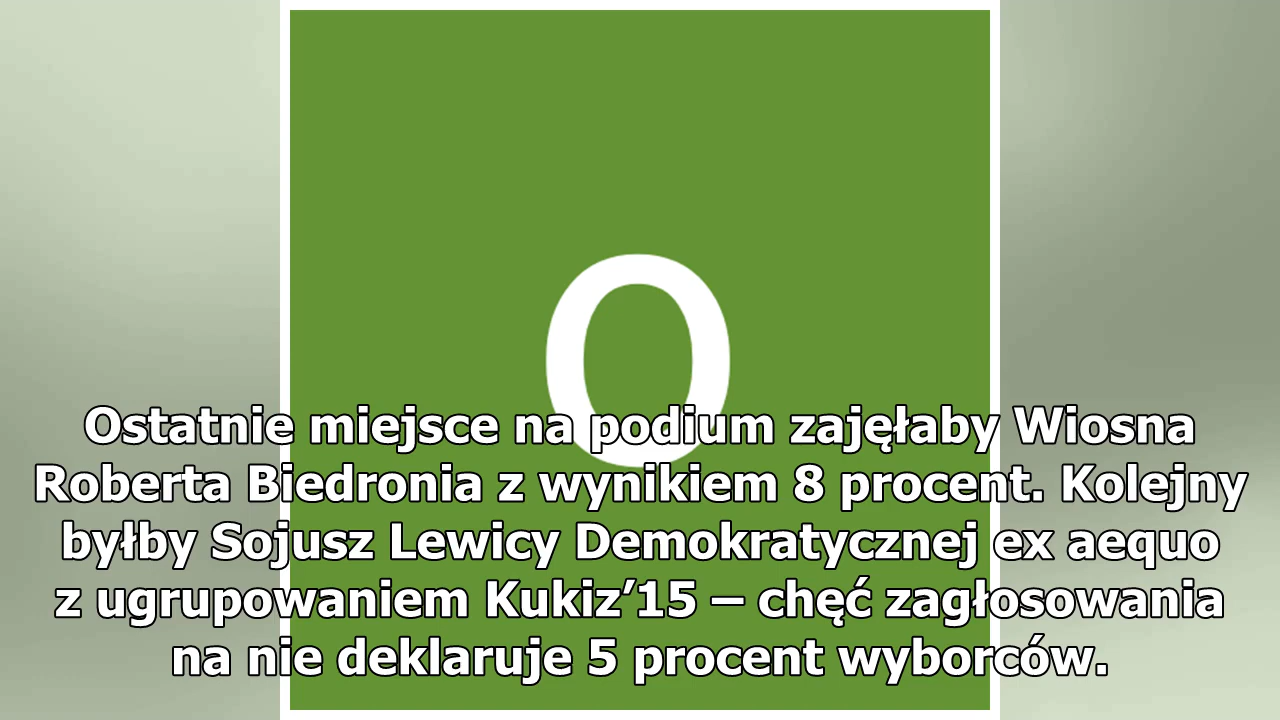 O
Ostatnie miejsce na podium zajęłaby Wiosna
Roberta Biedronia z wynikiem 8 procent. Kolejny
byłby Sojusz Lewicy Demokratycznej ex aequo
z ugrupowaniem Kukiz’15 – chęć zagłosowania
na nie deklaruje 5 procent wyborców.